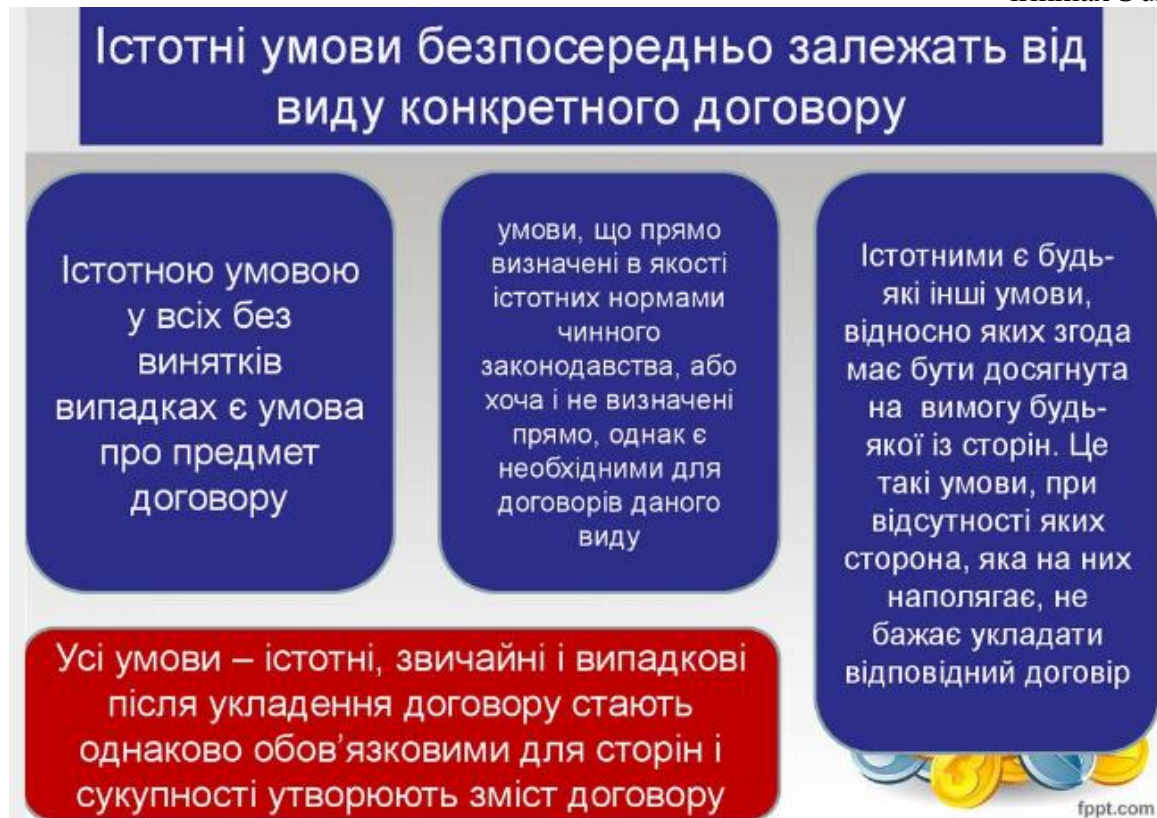 Істотні умови безпосередньо залежать від
виду конкретного договору
Істотною умовою
у всіх без
винятків
випадках є умова
про предмет
договору
умови, що прямо
визначені в якості
істотних нормами
чинного
законодавства, або
хоча і не визначені
прямо, однак є
необхідними для
договорів даного
виду
Істотними є будь-
які інші умови,
відносно яких згода
має бути досягнута
на вимогу будь-
якої із сторін. Це
такі умови, при
відсутності яких
сторона, яка на них
наполягає, не
бажає укладати
відповідний договір
Усі умови – істотні, звичайні і випадкові
після укладення договору стають
однаково обов’язковими для сторін і
сукупності утворюють зміст договору
fppt.com